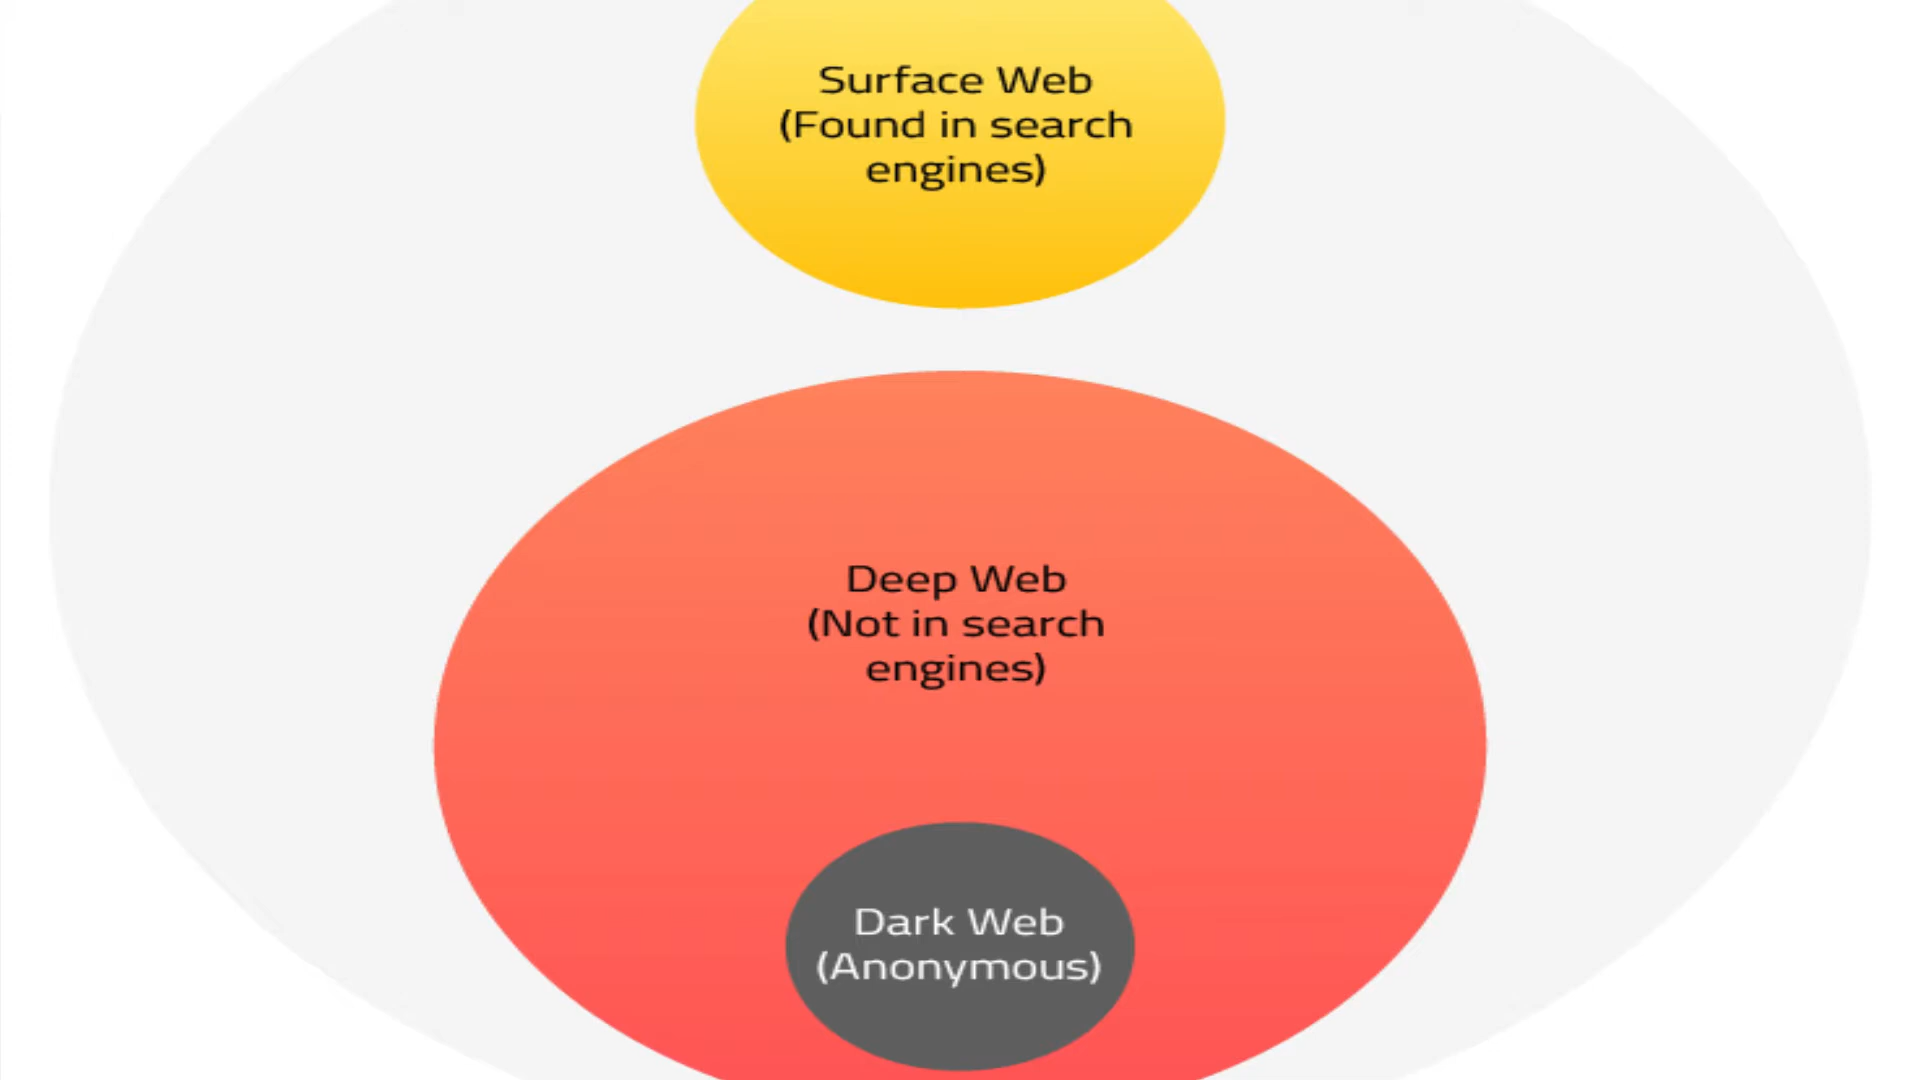 Surface Web
(Found in search
engines)
Deep Web
(Not in search
engines)
Dark Web
(Anonymous)